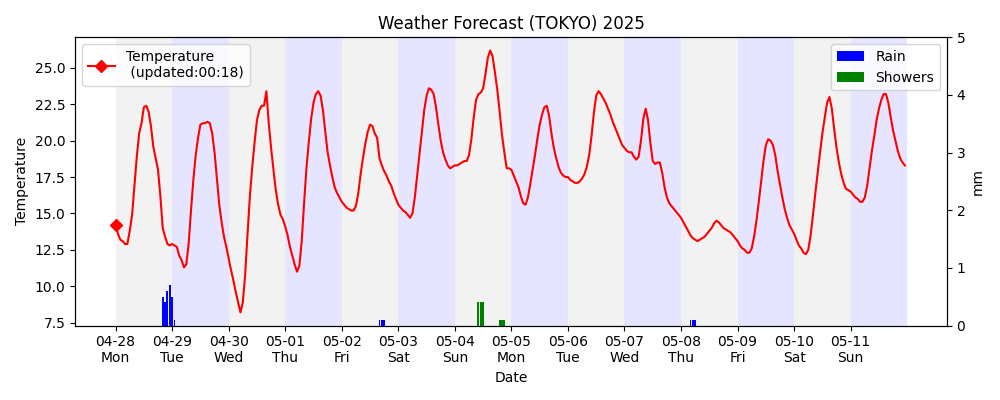 Weather Forecast (TOKYO) 2025
Temperature
(updated:00:18)
Rain
Showers
Temperature
25.0
22.5
20.0
17.5
15.0
12.5
10.0
7.5
5
4
3
2
1
0
mm
04-28 04-29 04-30 05-01 05-02 05-03 05-04 05-05 05-06 05-07 05-08 05-09 05-10 05-11
Mon Tue Wed Thu Fri Sat Sun Mon Tue Wed Thu Fri Sat Sun
Date